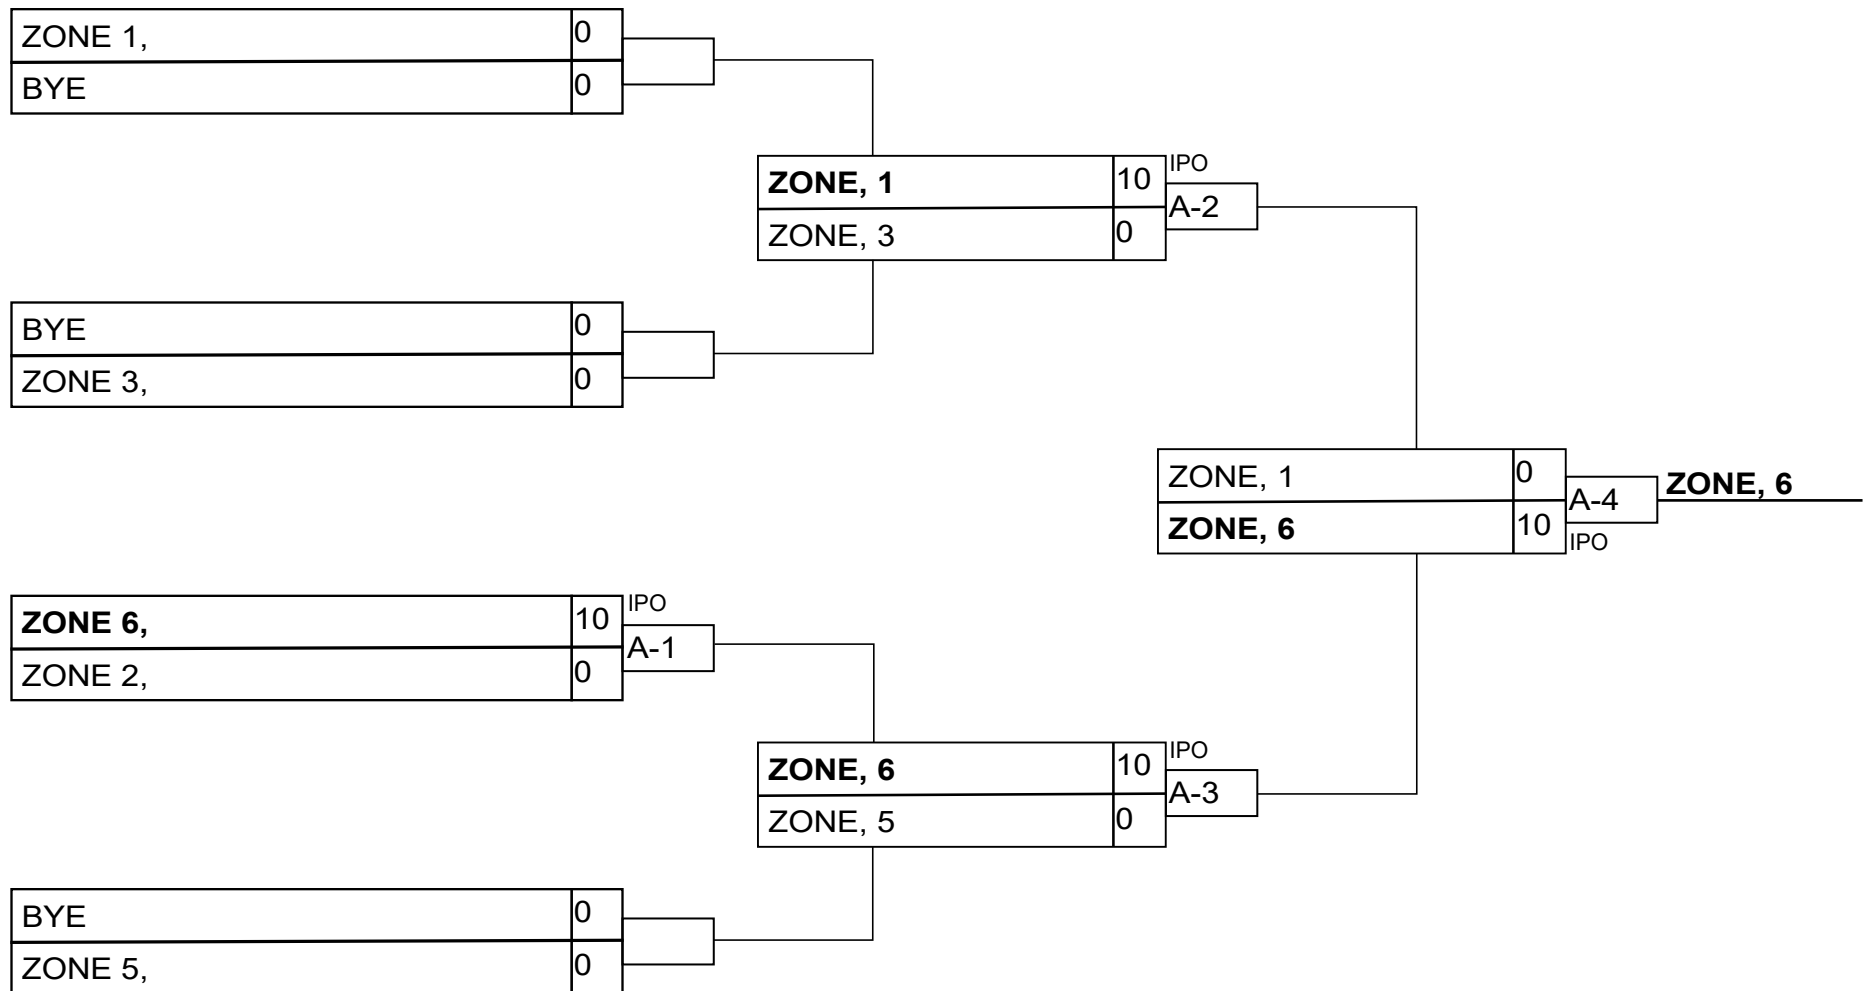 ZONE 1, 0
BYE 0
ZONE, 1 10 IPO
A-2
ZONE, 3 0
BYE 0
ZONE 3, 0
ZONE, 1 0
A-4 ZONE, 6
ZONE, 6 10 IPO
ZONE 6, 10 IPO
A-1
ZONE 2, 0
ZONE, 6 10 IPO
A-3
ZONE, 5 0
BYE 0
ZONE 5, 0